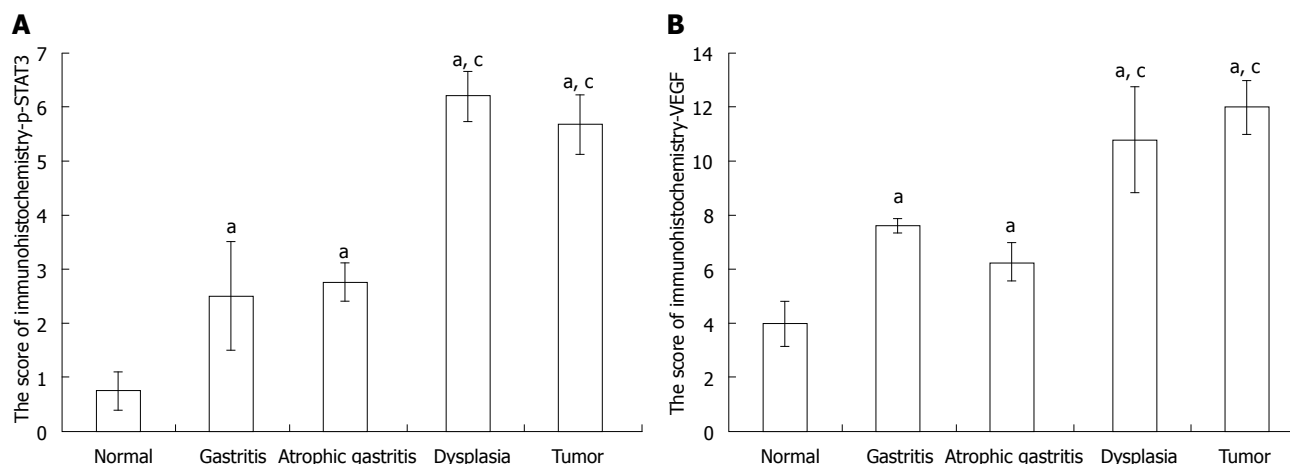 A
The score of immunohistochemistry-p-STAT3
7
6
5
4
3
2
1
0
a
a
a, c
a, c
Normal Gastritis Atrophic gastritis Dysplasia Tumor
B
The score of immunohistochemistry-VEGF
14
12
10
8
6
4
2
0
a
a
a, c
a, c
Normal Gastritis Atrophic gastritis Dysplasia Tumor